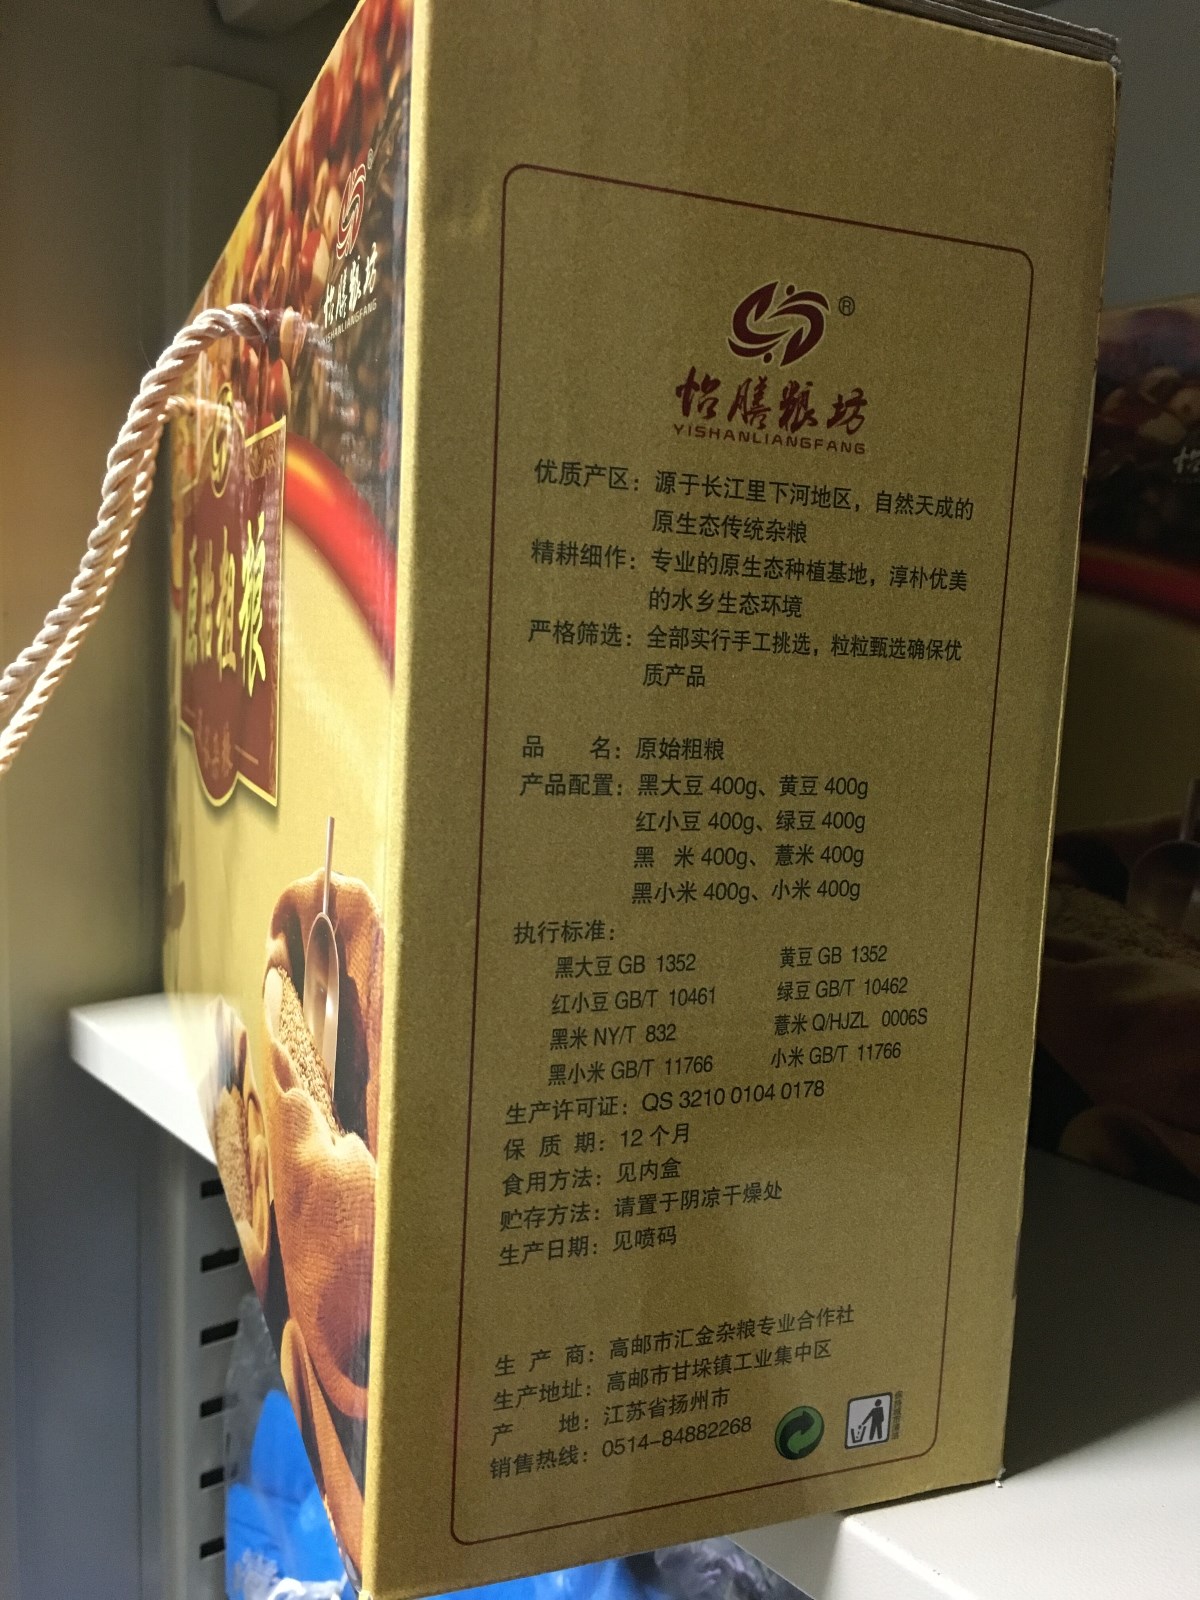 怡膳粮坊
YISHANLIANGFANG
原始粗粮
®
怡膳粮坊
YISHANLIANGFANG
优质产区：源于长江里下河地区，自然天成的
原生态传统杂粮
精耕细作：专业的原生态种植基地，淳朴优美
的水乡生态环境
严格筛选：全部实行手工挑选，粒粒甄选确保优
质产品
品 名：原始粗粮
产品配置：黑大豆 400g、黄豆 400g
红小豆 400g、绿豆 400g
黑 米 400g、薏米 400g
黑小米 400g、小米 400g
执行标准：
黑大豆 GB 1352 黄豆 GB 1352
红小豆 GB/T 10461 绿豆 GB/T 10462
黑米 NY/T 832 薏米 Q/HJZL 0006S
黑小米 GB/T 11766 小米 GB/T 11766
生产许可证：QS 3210 0104 0178
保 质 期：12 个月
食用方法：见内盒
贮存方法：请置于阴凉干燥处
生产日期：见喷码
生 产 商：高邮市汇金杂粮专业合作社
生产地址：高邮市甘垛镇工业集中区
产 地：江苏省扬州市
销售热线：0514-84882268